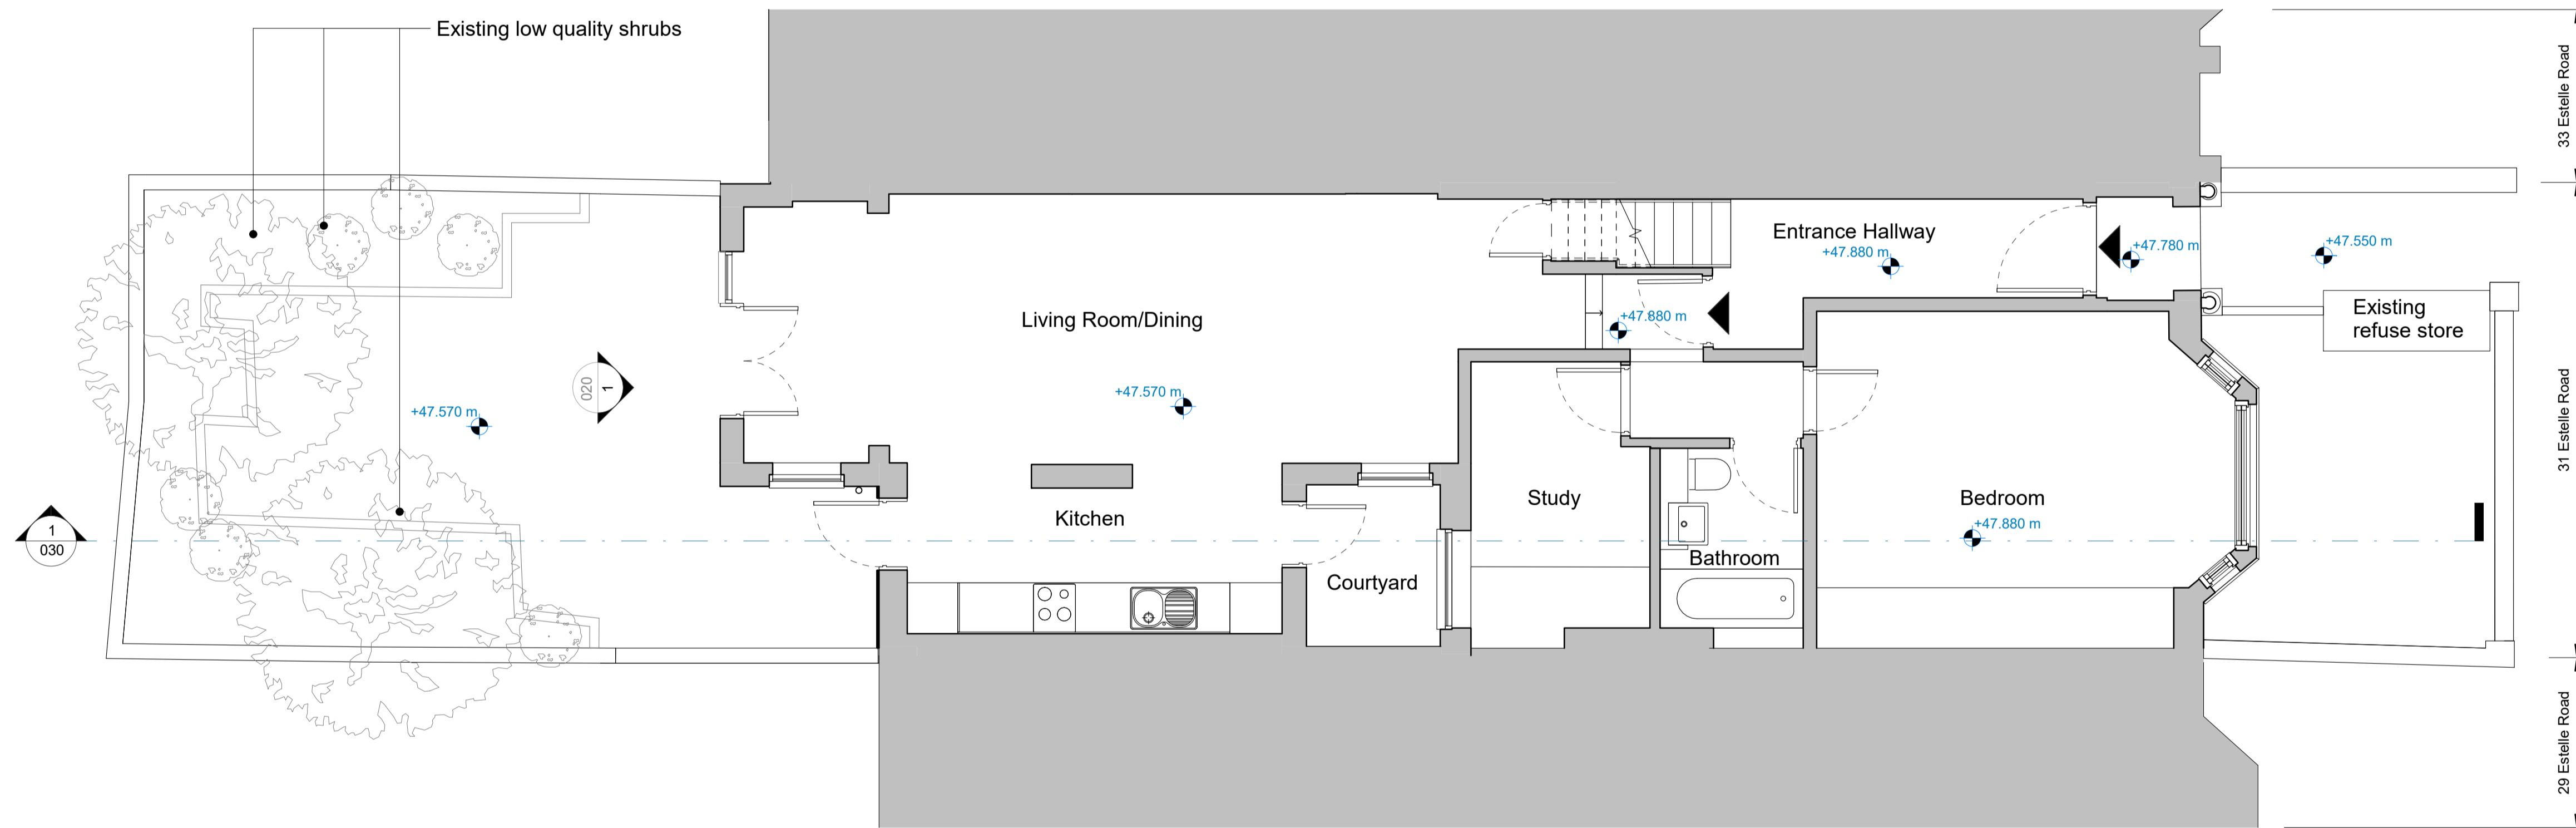 Existing low quality shrubs
33 Estelle Road
Entrance Hallway
+47.880 m
+47.780 m
+47.550 m
Existing
refuse store
Living Room/Dining
+47.880 m
020
1
+47.570 m
+47.570 m
31 Estelle Road
Study
Bedroom
Kitchen
+47.880 m
1
030
Bathroom
Courtyard
29 Estelle Road